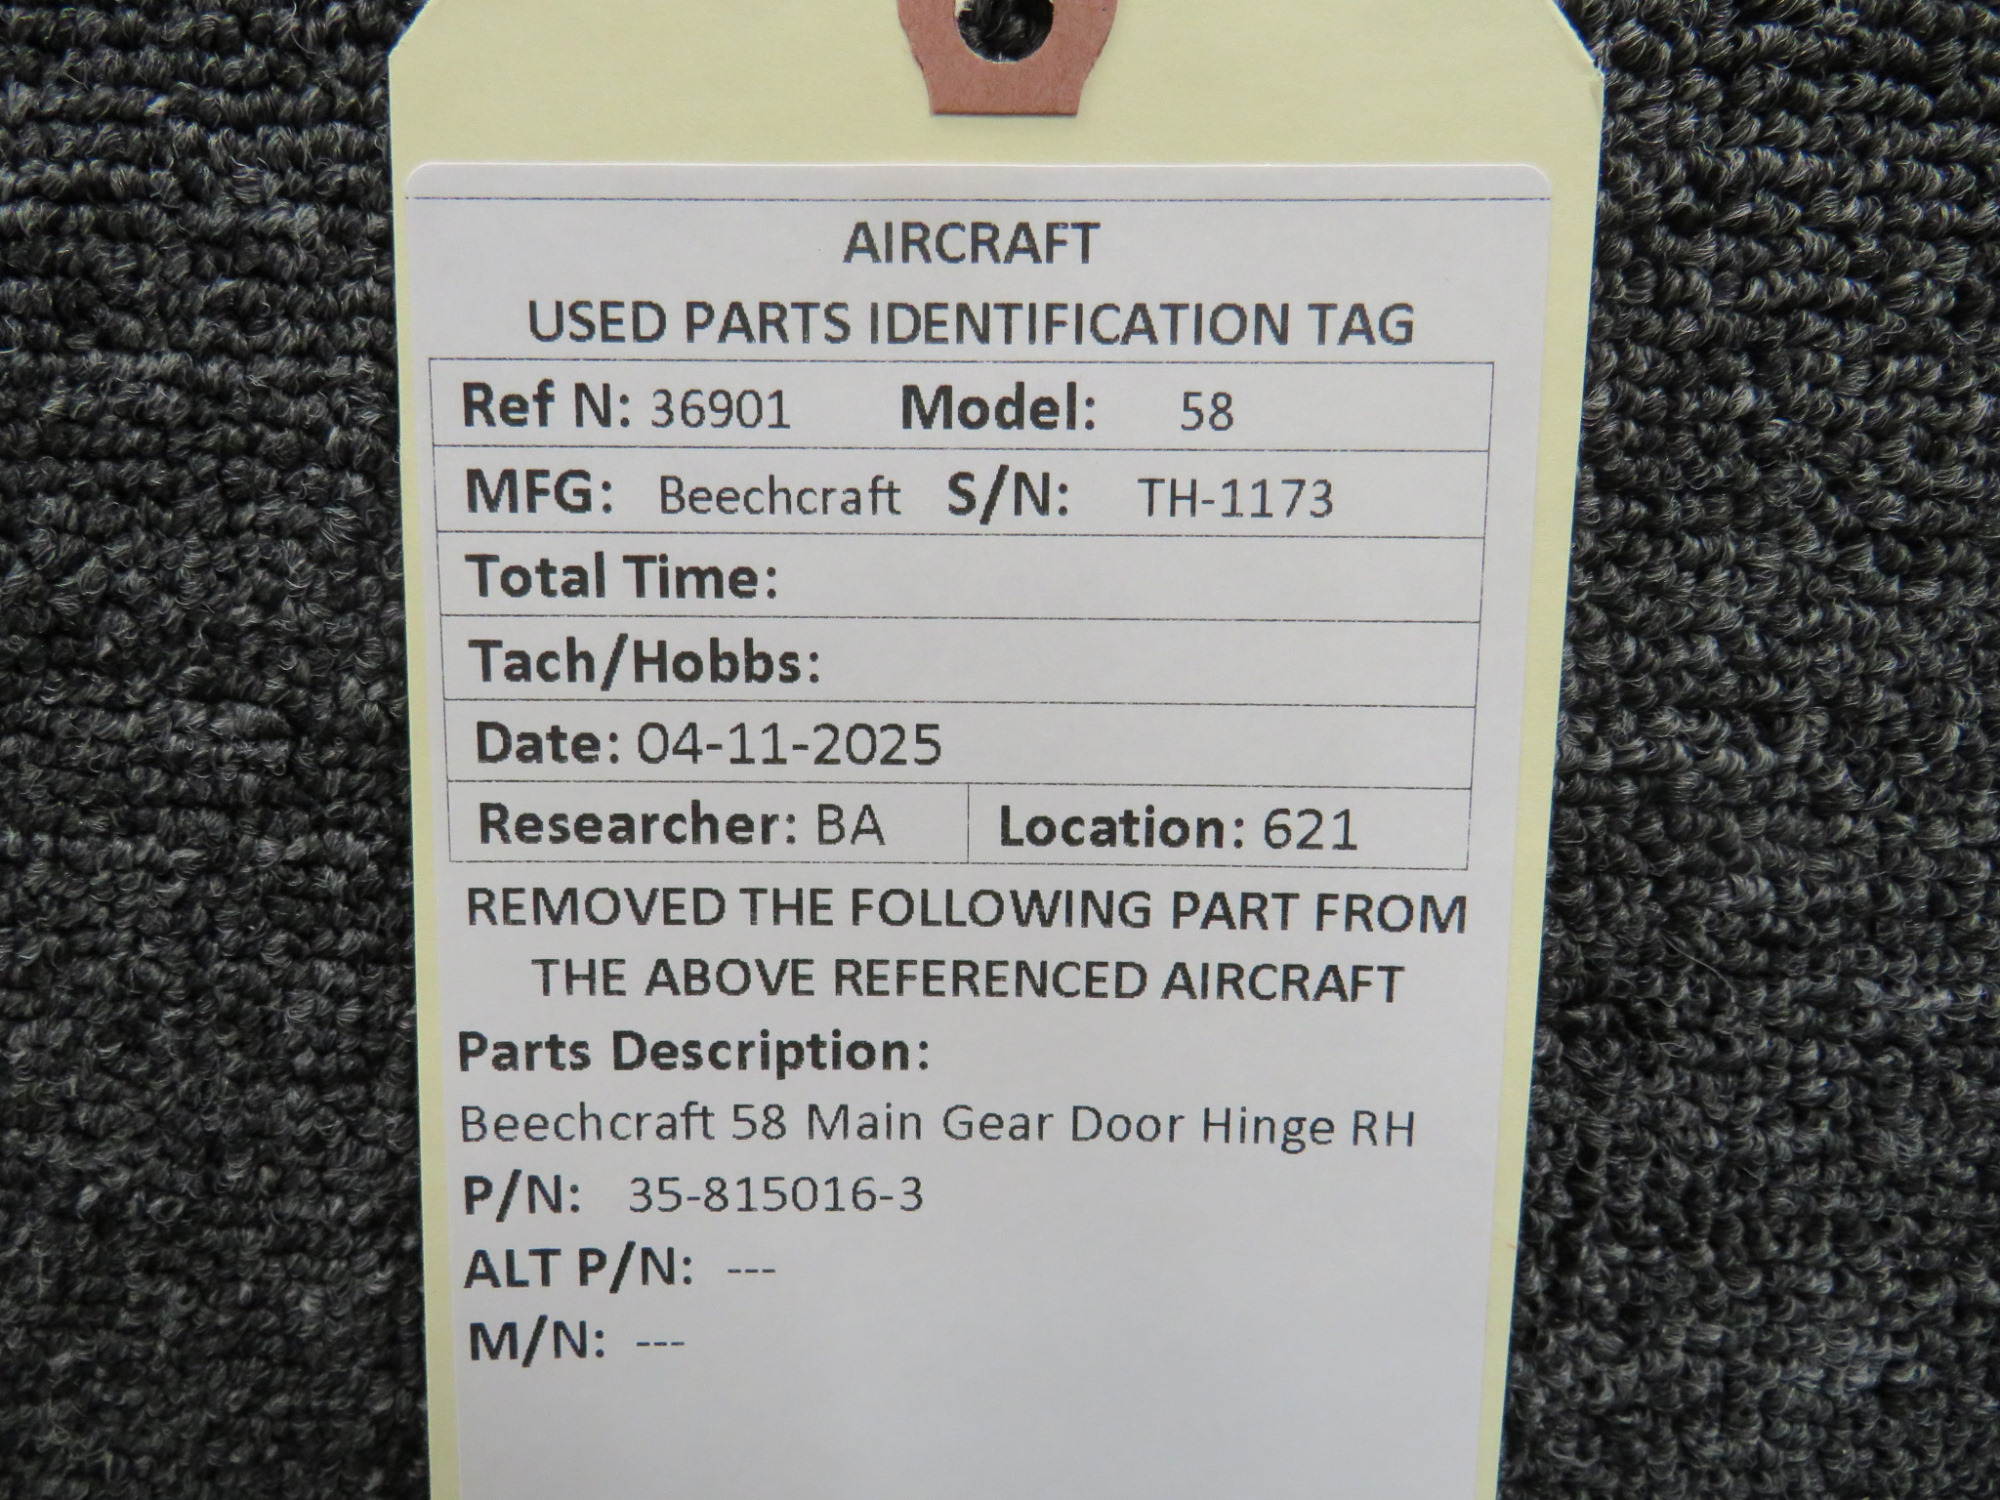 AIRCRAFT
USED PARTS IDENTIFICATION TAG
Ref N: 36901 Model: 58
MFG: Beechcraft S/N: TH-1173
Total Time:
Tach/Hobbs:
Date: 04-11-2025
Researcher: BA Location: 621
REMOVED THE FOLLOWING PART FROM
THE ABOVE REFERENCED AIRCRAFT
Parts Description:
Beechcraft 58 Main Gear Door Hinge RH
P/N: 35-815016-3
ALT P/N: ---
M/N: ---